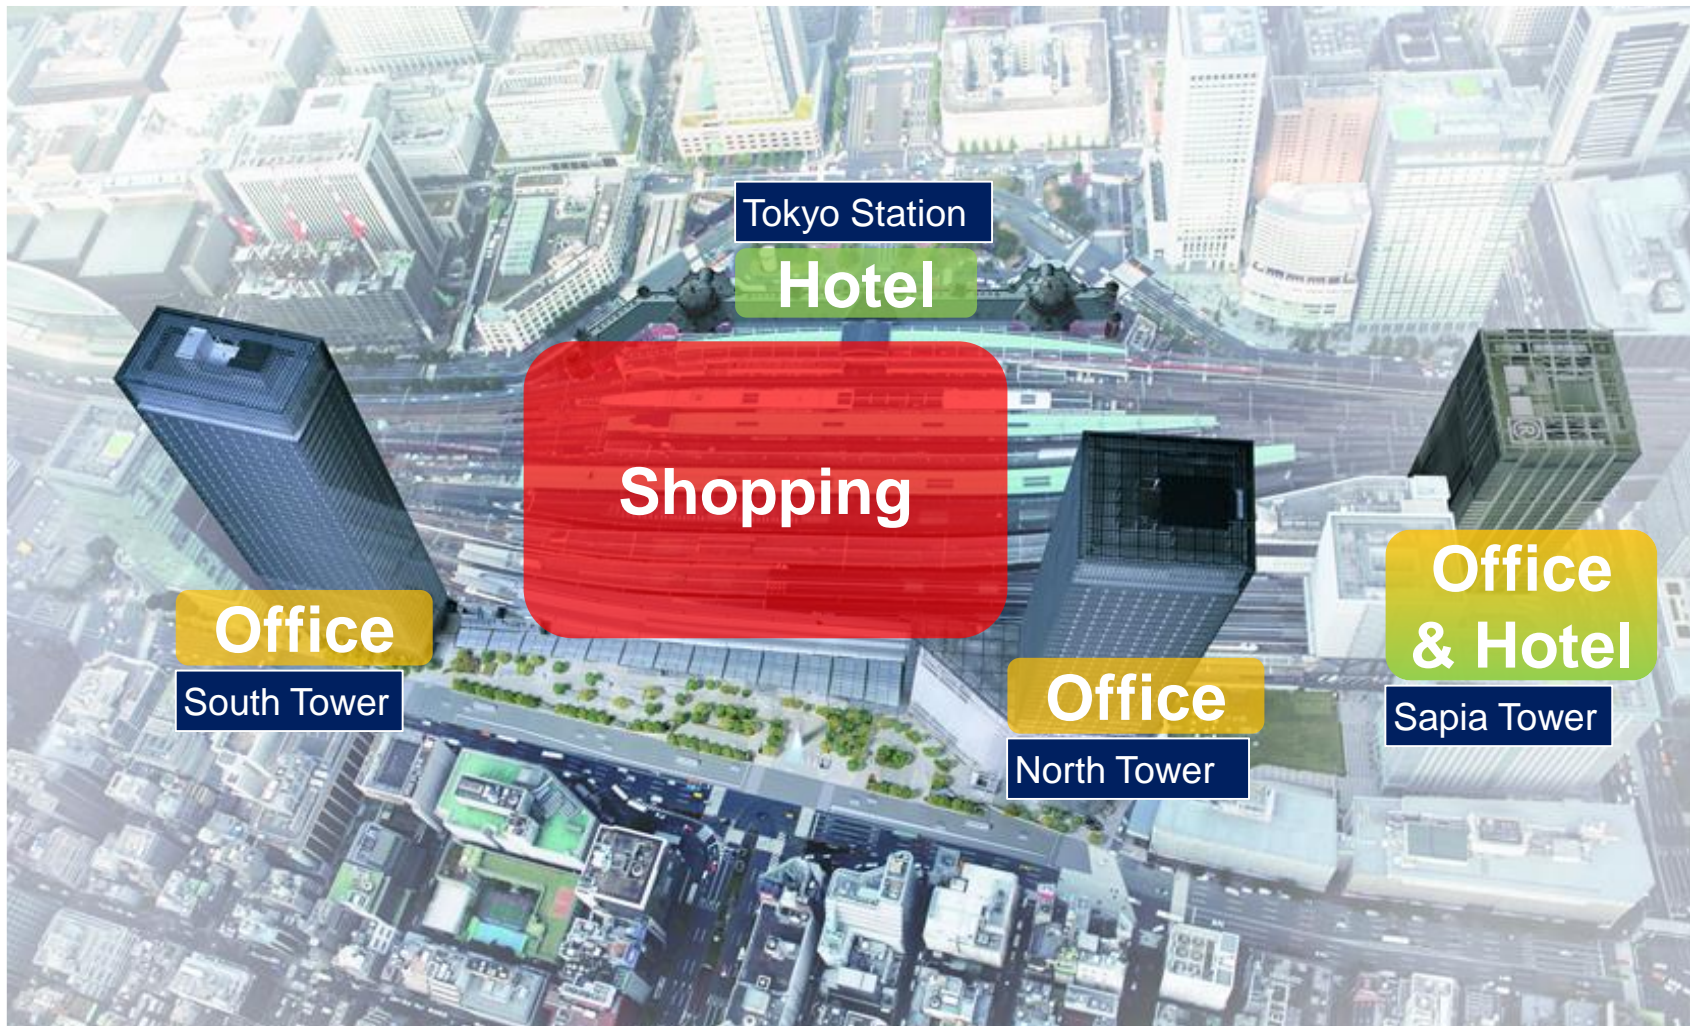 Tokyo Station
Hotel
Shopping
Office
South Tower
Office
North Tower
Office
& Hotel
Sapia Tower